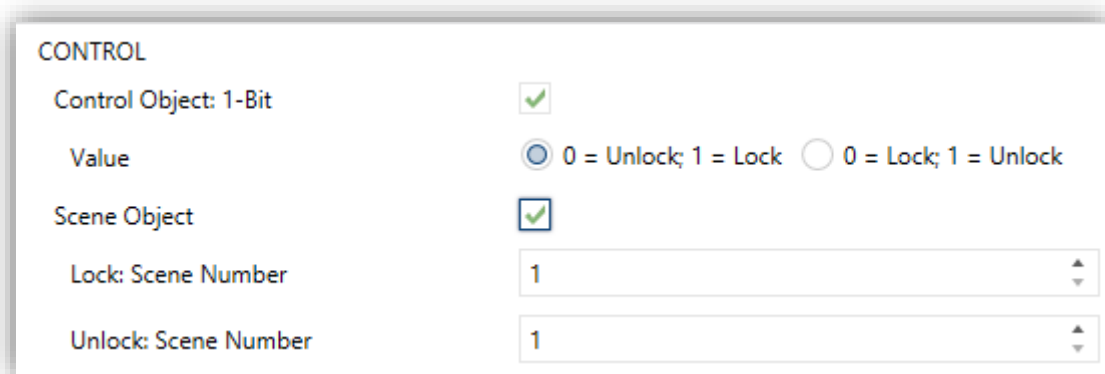 CONTROL
Control Object: 1-Bit
Value 0 = Unlock; 1 = Lock 0 = Lock; 1 = Unlock
Scene Object
Lock: Scene Number 1
Unlock: Scene Number 1